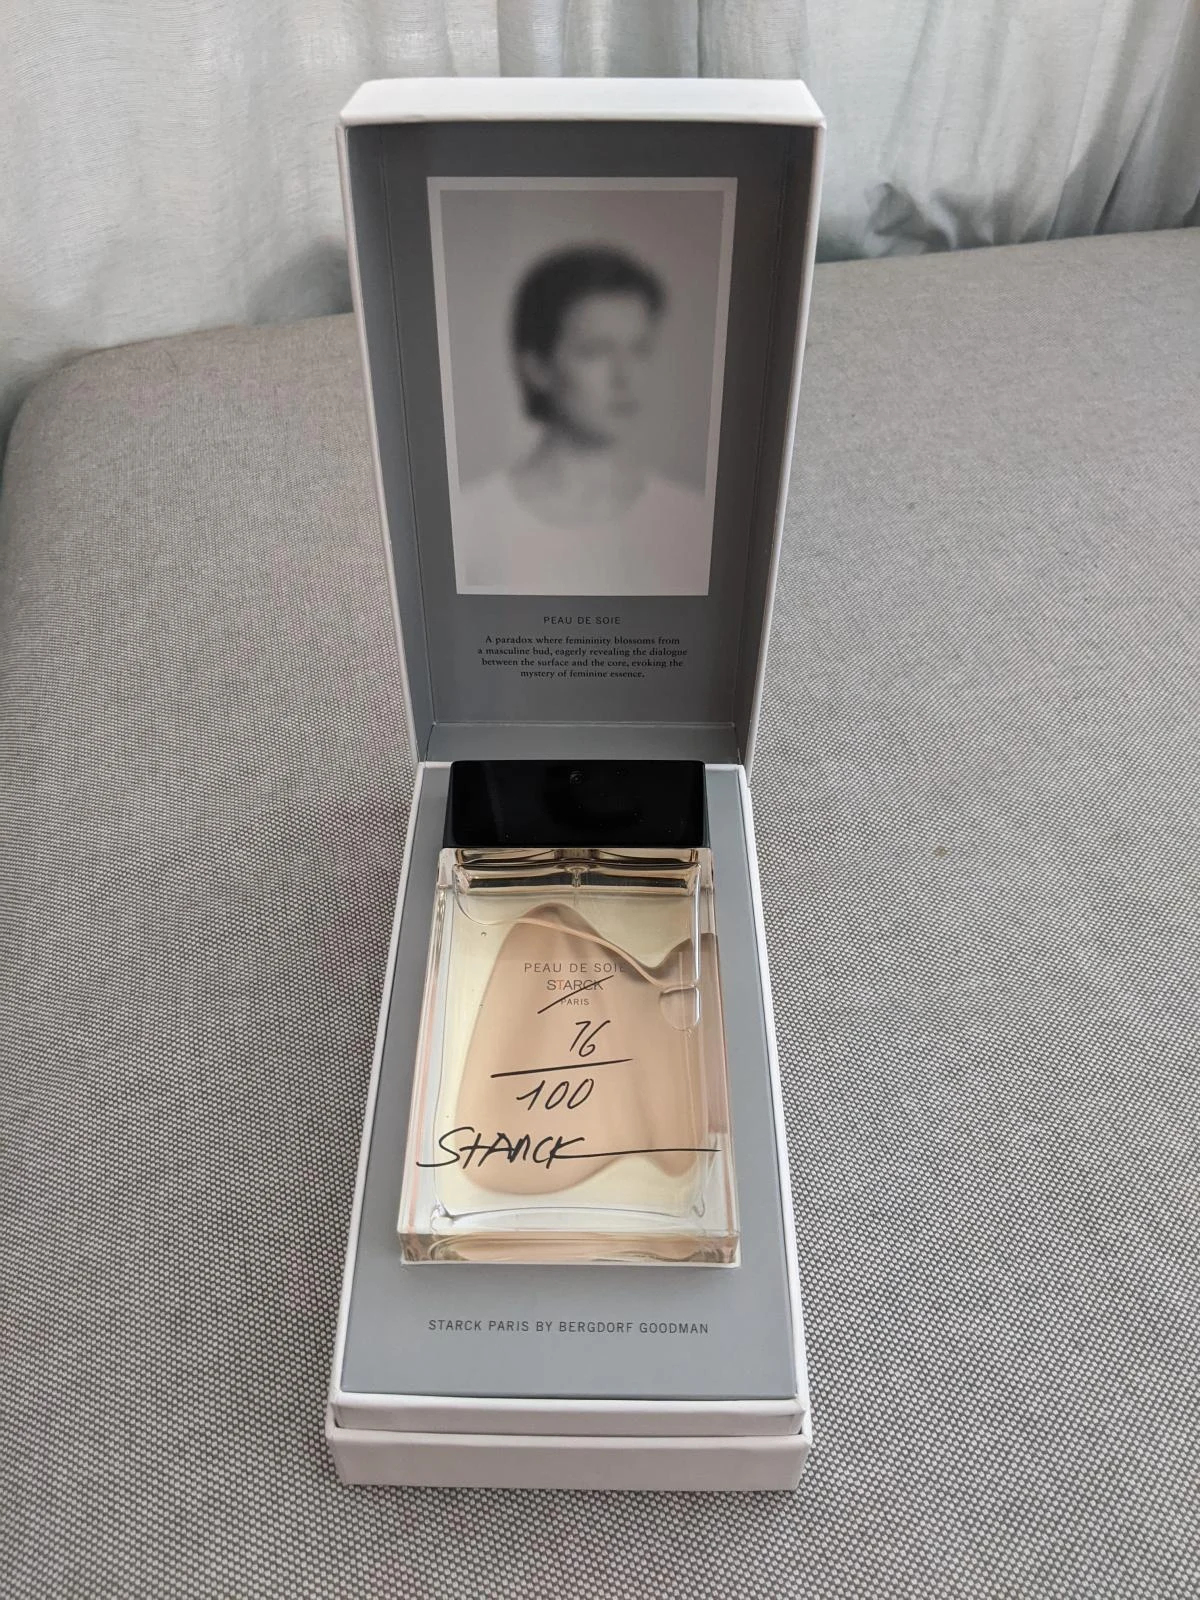 PEAU DE SOIE
A paradox where femininity blossoms from
a masculine bud, eagerly revealing the dialogue
between the surface and the core, evoking the
mystery of feminine essence.
PEAU DE SOIE
STARCK
PARIS
76
100
STARCK
STARCK PARIS BY BERGDORF GOODMAN